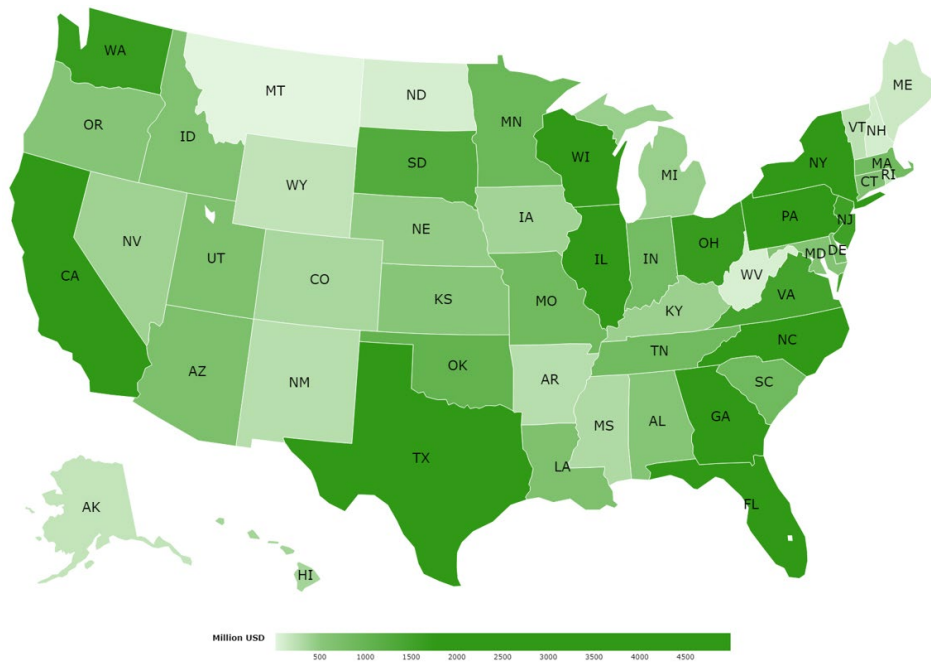 WA
MT
ND
ME
OR
ID
MN
VT
NH
SD
WI
NY
MA
WY
MI
CT
RI
IA
PA
NJ
NE
NV
OH
UT
IL
IN
DE
MD
CA
CO
WV
VA
KS
MO
KY
NC
TN
OK
AZ
AR
SC
NM
MS
AL
GA
TX
LA
FL
AK
HI
Million USD
500 1000 1500 2000 2500 3000 3500 4000 4500